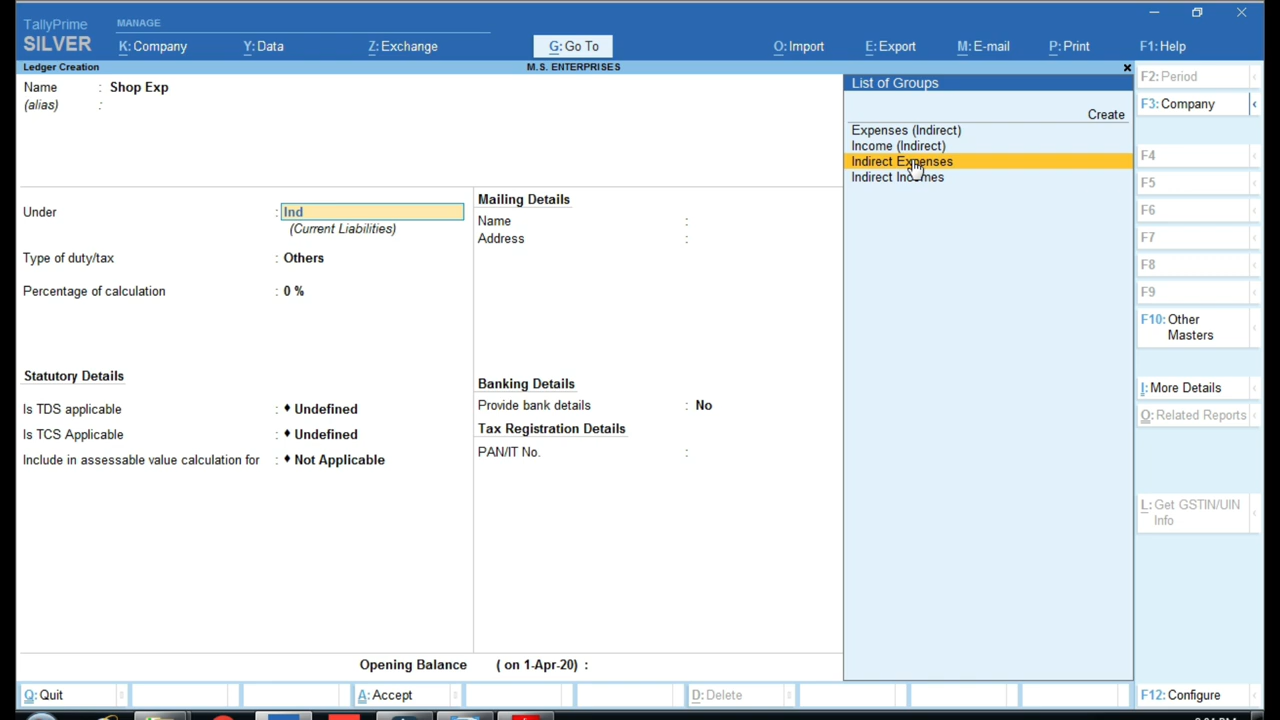 TallyPrime
MANAGE
SILVER
K: Company
Y: Data
Z: Exchange
G: Go To
O: Import
E: Export
M: E-mail
P: Print
F1: Help
Ledger Creation
M.S. ENTERPRISES
Name : Shop Exp
(alias) :
Under : Ind
(Current Liabilities)
Type of duty/tax : Others
Percentage of calculation : 0 %
Statutory Details
Is TDS applicable : ♦ Undefined
Is TCS Applicable : ♦ Undefined
Include in assessable value calculation for : ♦ Not Applicable
Mailing Details
Name :
Address :
Banking Details
Provide bank details : No
Tax Registration Details
PAN/IT No. :
Opening Balance ( on 1-Apr-20) :
List of Groups
Create
Expenses (Indirect)
Income (Indirect)
Indirect Expenses
Indirect Incomes
F2: Period
F3: Company
F4
F5
F6
F7
F8
F9
F10: Other
Masters
I: More Details
O: Related Reports
L: Get GSTIN/UIN
Info
Q: Quit
A: Accept
D: Delete
F12: Configure